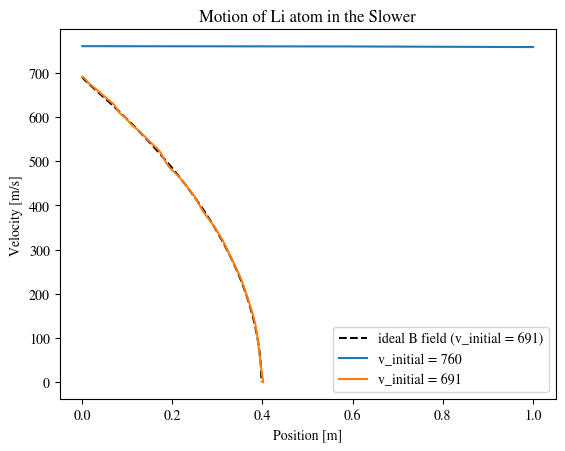 Motion of Li atom in the Slower
Velocity [m/s]
700
600
500
400
300
200
100
0
0.0
0.2
0.4
0.6
0.8
1.0
Position [m]
ideal B field (v_initial = 691)
v_initial = 760
v_initial = 691